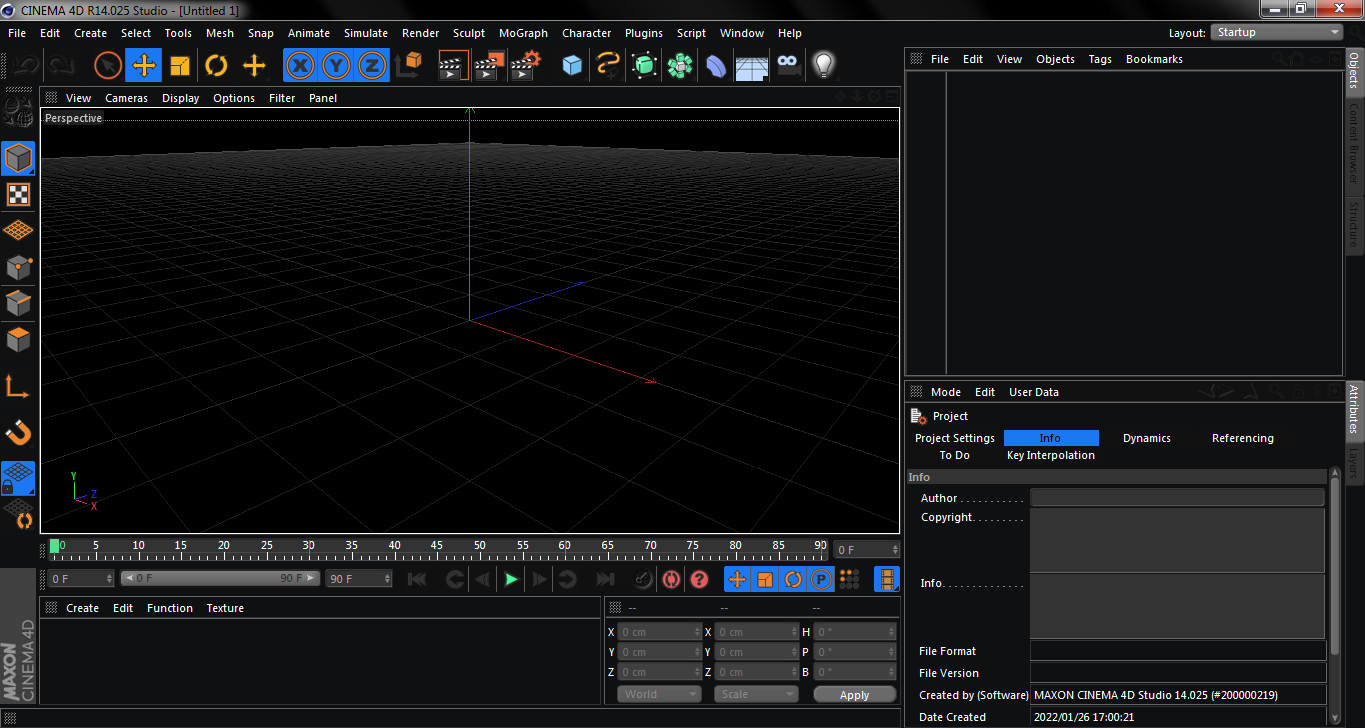 CINEMA 4D R14.025 Studio - [Untitled 1]
File Edit Create Select Tools Mesh Snap Animate Simulate Render Sculpt MoGraph Character Plugins Script Window Help Layout: Startup
X Y Z
File Edit View Objects Tags Bookmarks
Objects
Content Browser
Structure
View Cameras Display Options Filter Panel
Perspective
Y
Z
X
Mode Edit User Data
Attributes
Layers
Project
Project Settings Info Dynamics Referencing
To Do Key Interpolation
Info
Author . . . . . . . . . . .
Copyright. . . . . . . . .
Info. . . . . . . . . . . . .
File Format
File Version
Created by (Software) MAXON CINEMA 4D Studio 14.025 (#200000219)
Date Created 2022/01/26 17:00:21
0 5 10 15 20 25 30 35 40 45 50 55 60 65 70 75 80 85 90 0 F
0 F 0 F 90 F 90 F ? P
Create Edit Function Texture
-- -- --
X 0 cm X 0 cm H 0 °
Y 0 cm Y 0 cm P 0 °
Z 0 cm Z 0 cm B 0 °
World Scale Apply
MAXON
CINEMA 4D